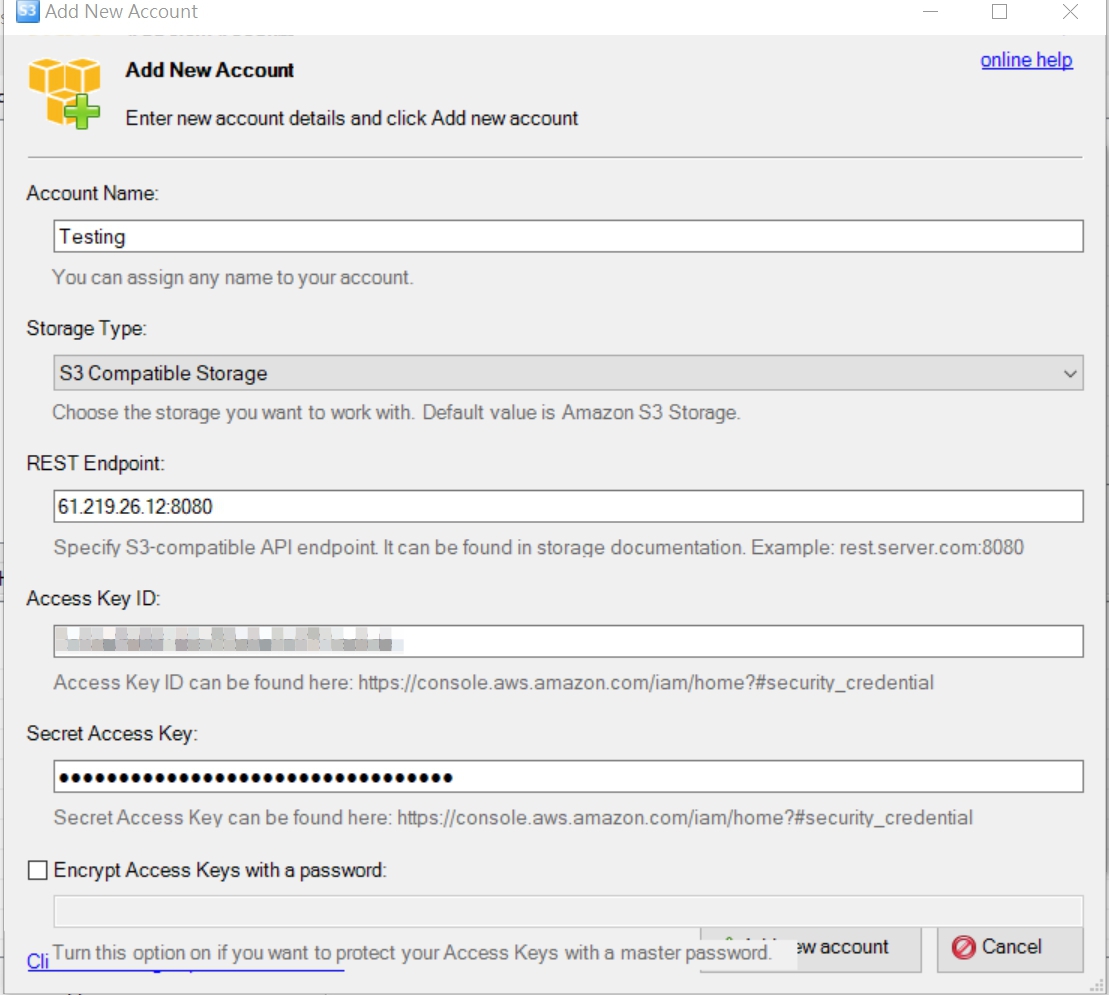 S3 Add New Account
online help
Add New Account
Enter new account details and click Add new account
Account Name:
Testing
You can assign any name to your account.
Storage Type:
S3 Compatible Storage
Choose the storage you want to work with. Default value is Amazon S3 Storage.
REST Endpoint:
61.219.26.12:8080
Specify S3-compatible API endpoint. It can be found in storage documentation. Example: rest.server.com:8080
Access Key ID:
Access Key ID can be found here: https://console.aws.amazon.com/iam/home?#security_credential
Secret Access Key:
●●●●●●●●●●●●●●●●●●●●●●●●●●●●●●●●●
Secret Access Key can be found here: https://console.aws.amazon.com/iam/home?#security_credential
Encrypt Access Keys with a password:
Turn this option on if you want to protect your Access Keys with a master password.
Cli
ew account
Cancel